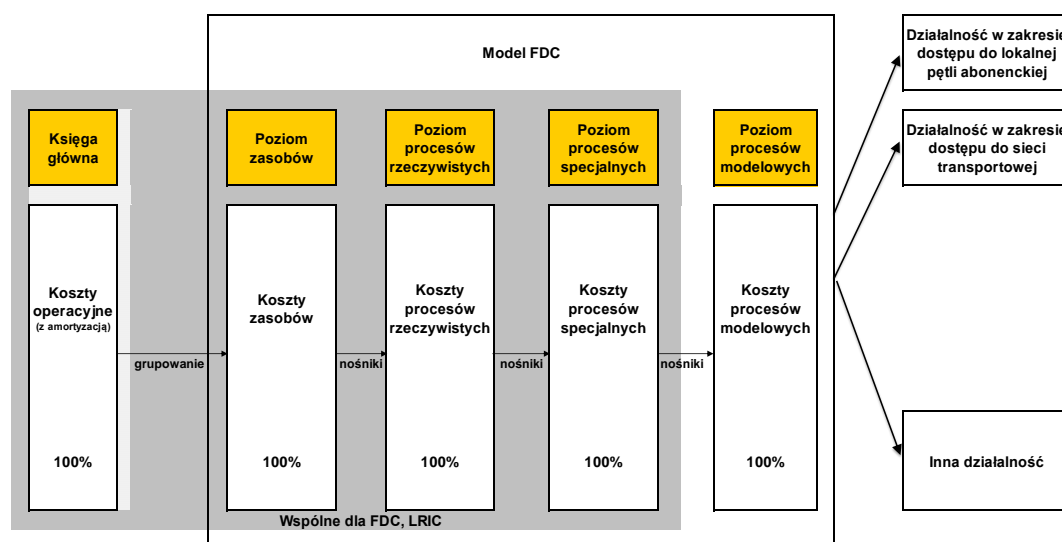 Model FDC
Działalność w zakresie
dostępu do lokalnej
pętli abonenckiej
Księga
główna
Poziom
zasobów
Poziom
procesów
rzeczywistych
Poziom
procesów
specjalnych
Poziom
procesów
modelowych
Działalność w zakresie
dostępu do sieci
transportowej
Koszty
operacyjne
(z amortyzacją)
Koszty
zasobów
Koszty
procesów
rzeczywistych
Koszty
procesów
specjalnych
Koszty
procesów
modelowych
grupowanie
nośniki
nośniki
nośniki
100%
100%
100%
100%
100%
Inna działalność
Wspólne dla FDC, LRIC